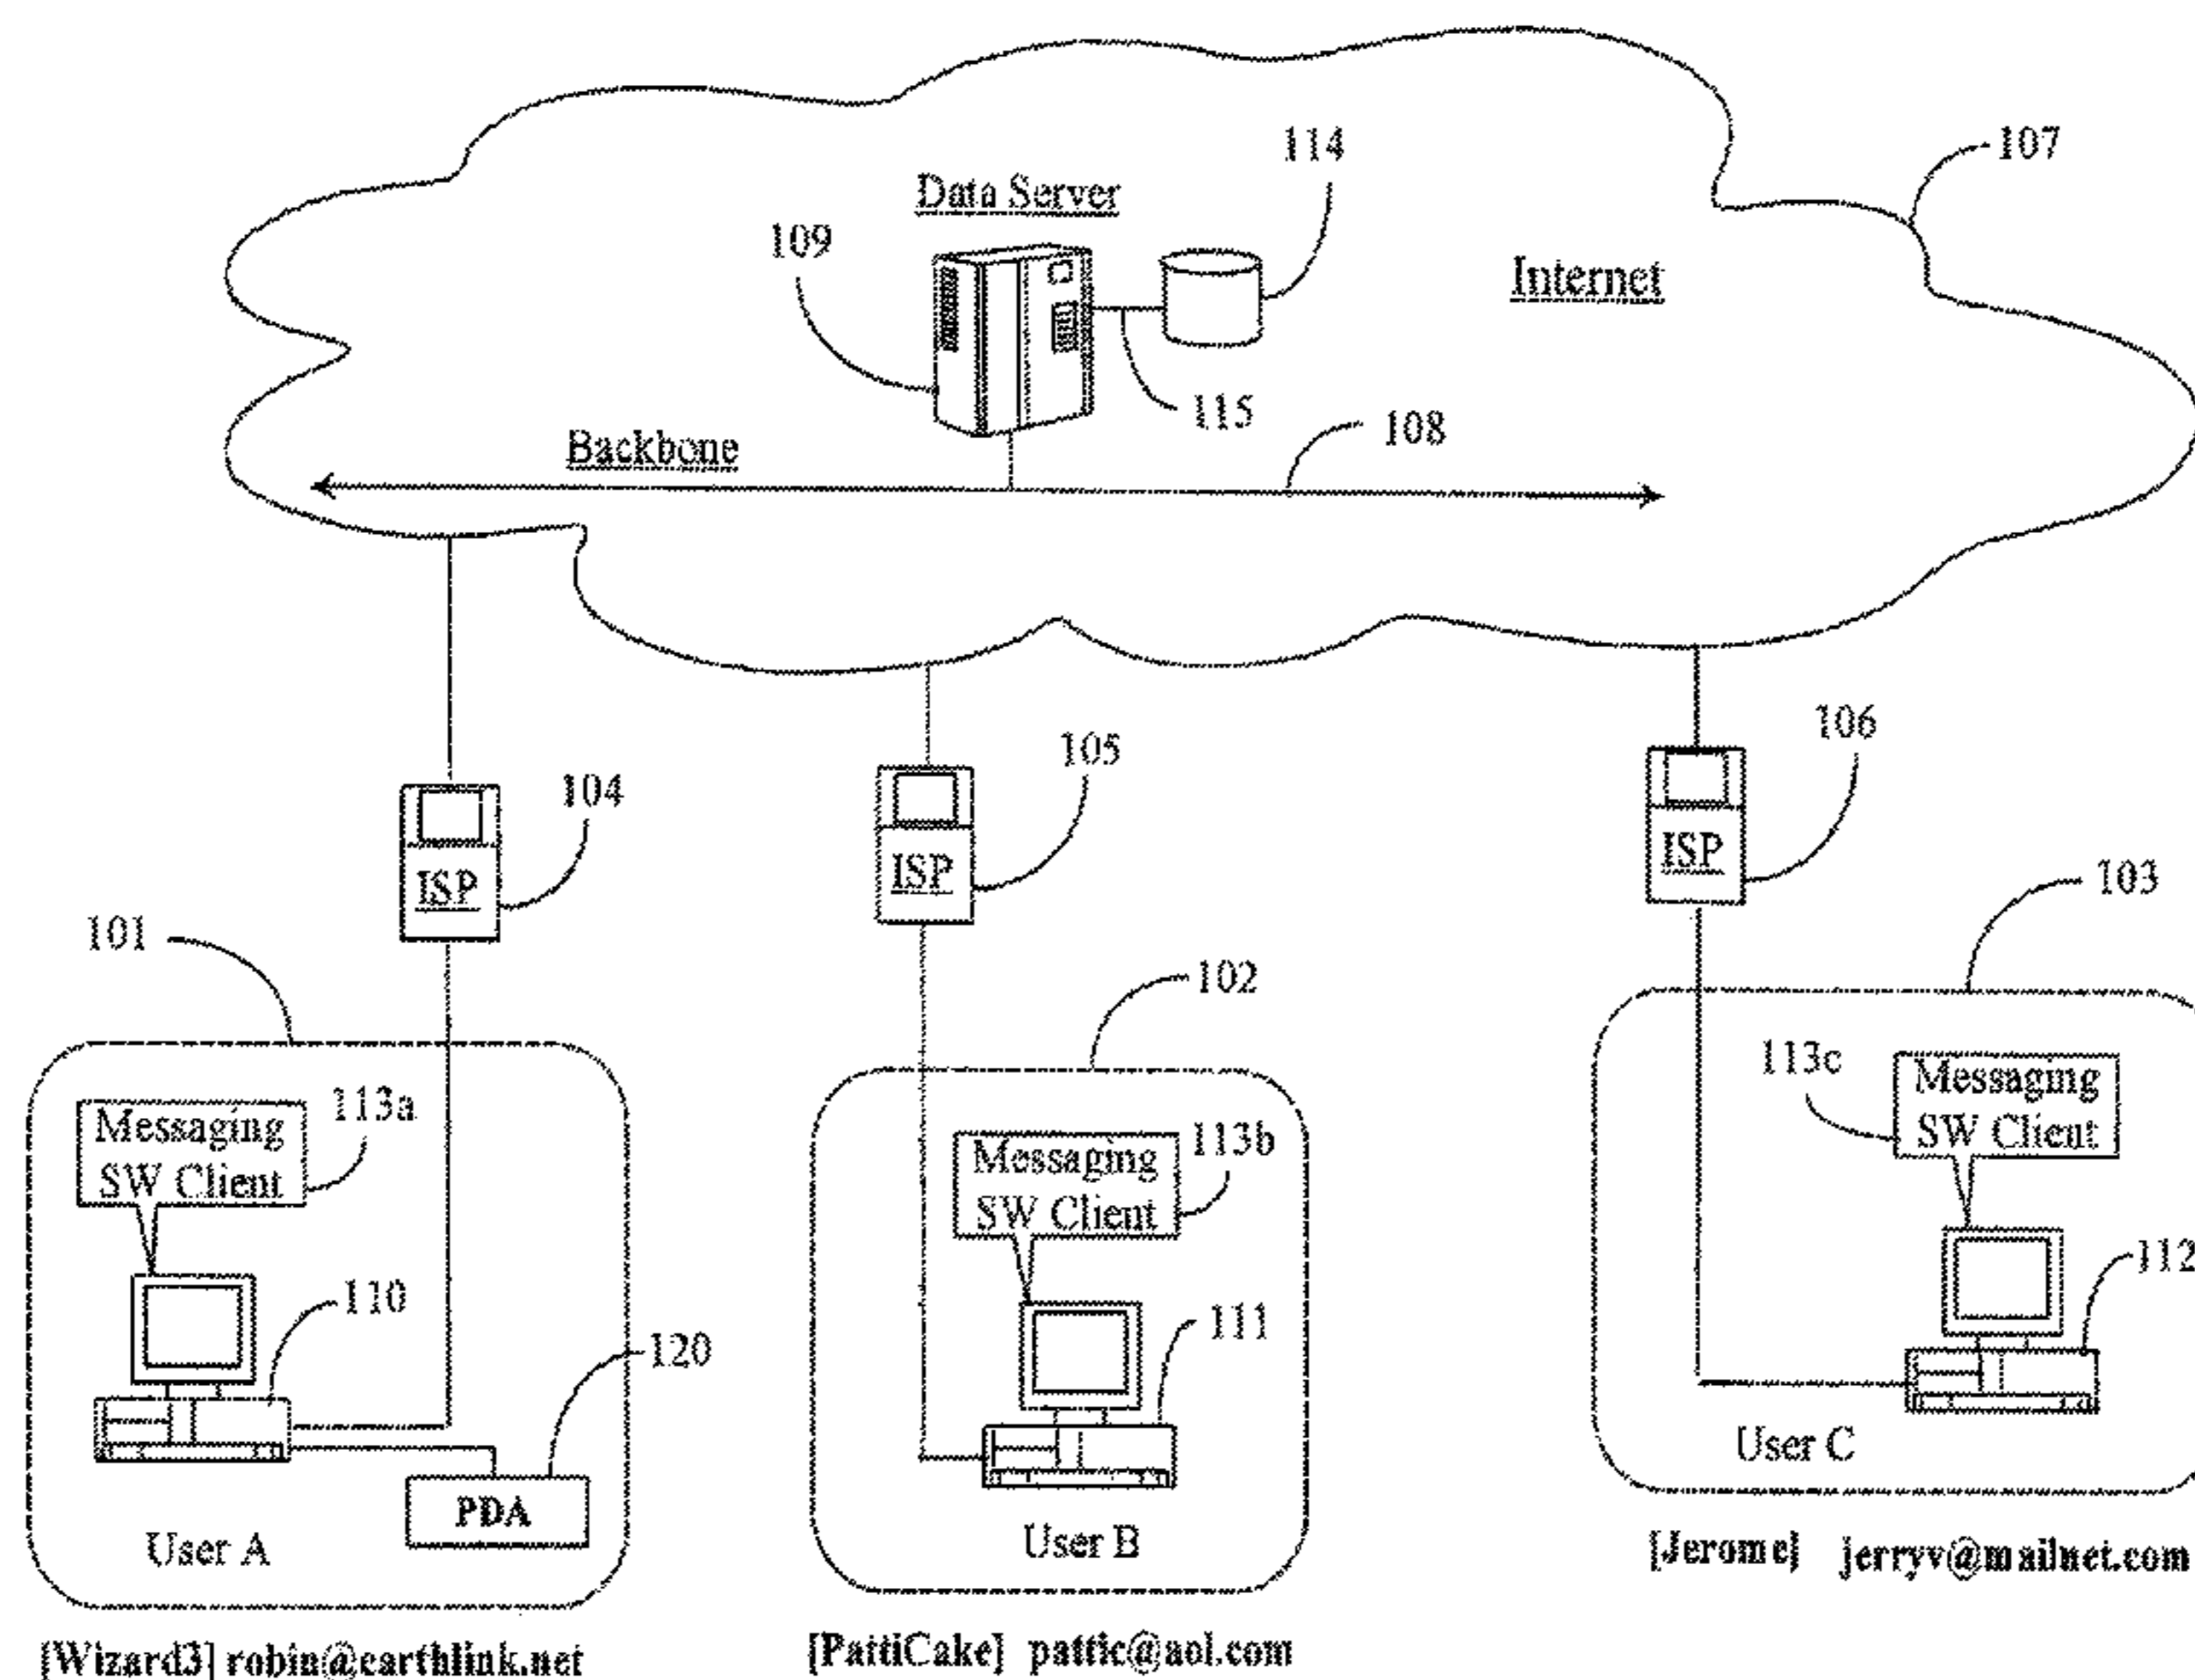 114
107
Data Server
109
Internet
115
108
Backbone
106
105
104
ISP
ISP
ISP
103
101
102
113c
Messaging
SW Client
113a
Messaging
SW Client
113b
Messaging
SW Client
112
110
111
120
User C
PDA
User A
User B
[Jerome] jerryv@mailnet.com
[Wizard3] robin@earthlink.net
[PattiCake] pattic@aol.com